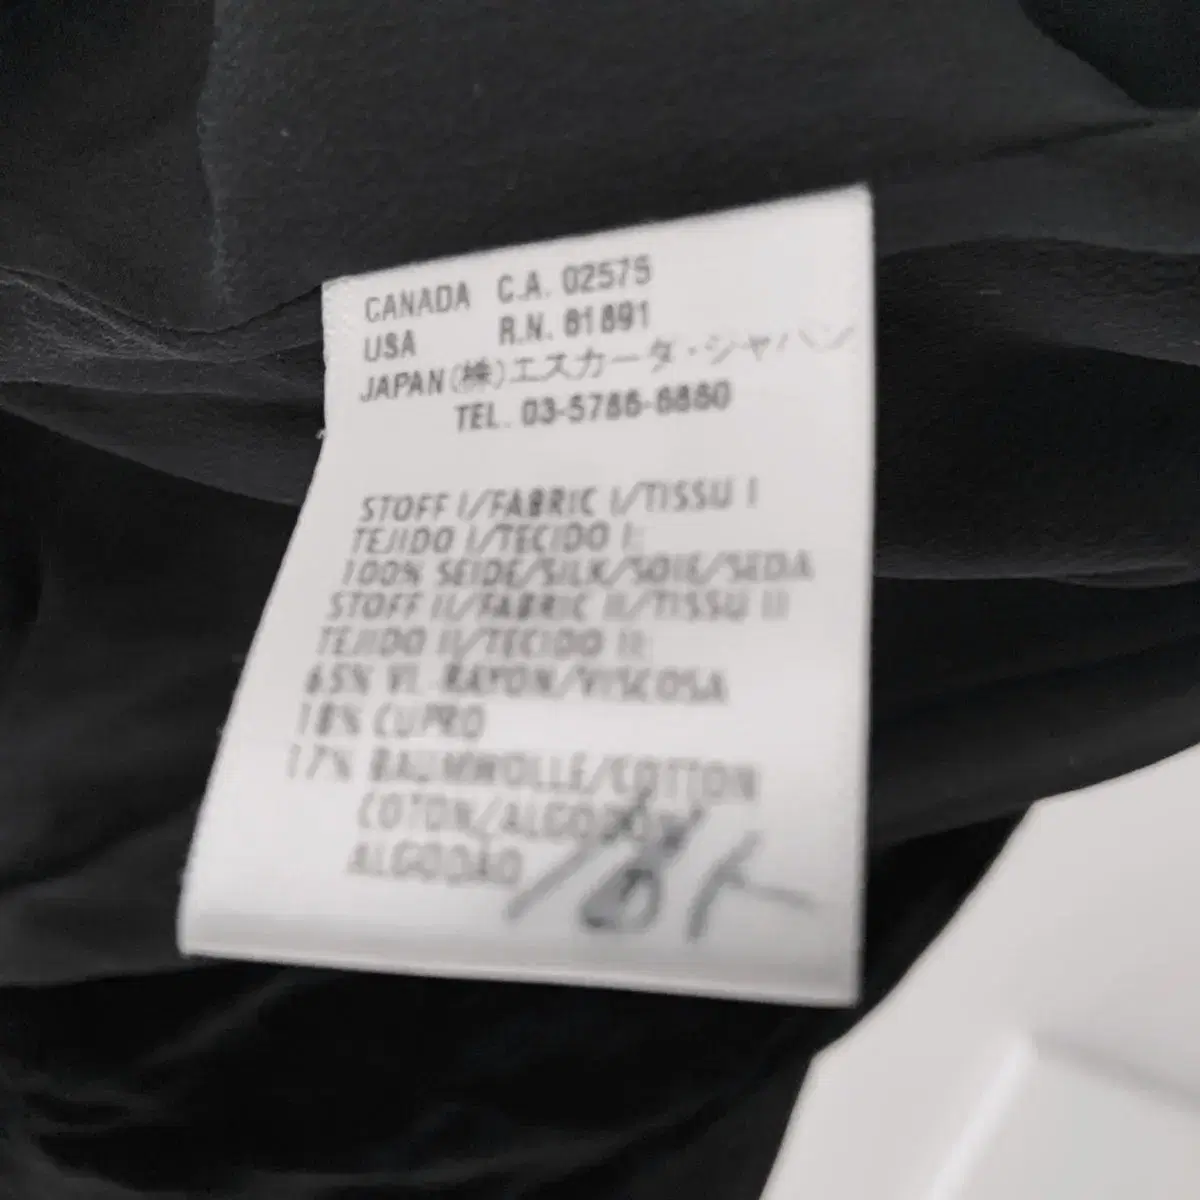 CANADA C.A. 02575
USA R.N. 81891
JAPAN (株)エスカーダ・ジャパン
TEL. 03-5786-6880
STOFF I/FABRIC I/TISSU I
TEJIDO I/TECIDO I:
100% SEIDE/SILK/SOIE/SEDA
STOFF II/FABRIC II/TISSU II
TEJIDO II/TECIDO II:
65% VI. RAYON/VISCOSA
18% CUPRO
17% BAUMWOLLE/COTTON
COTON/ALGODON/
ALGODAO